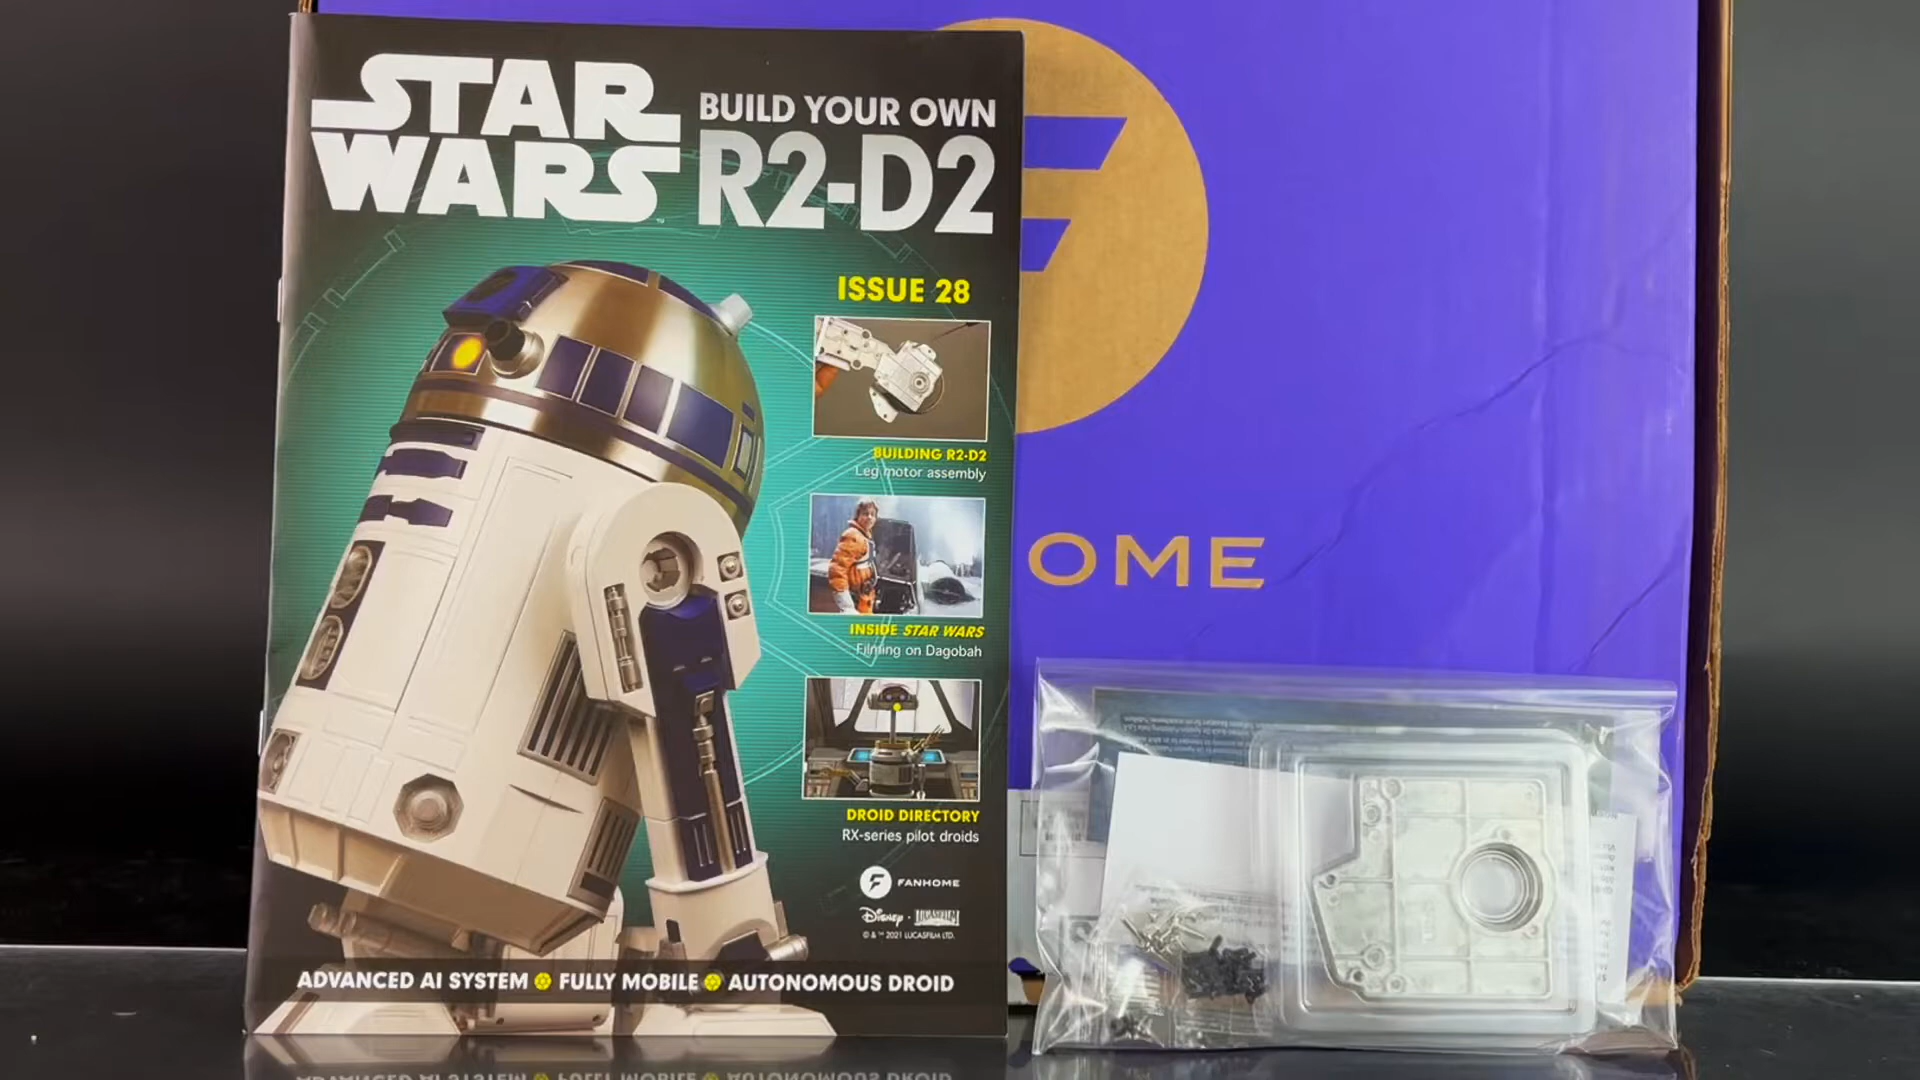 STAR
WARS
BUILD YOUR OWN
R2-D2
ISSUE 28
BUILDING R2-D2
Leg motor assembly
INSIDE STAR WARS
Filming on Dagobah
DROID DIRECTORY
RX-series pilot droids
FANHOME
Disney · LUCASFILM
© & ™ 2021 LUCASFILM LTD.
ADVANCED AI SYSTEM FULLY MOBILE AUTONOMOUS DROID
OME